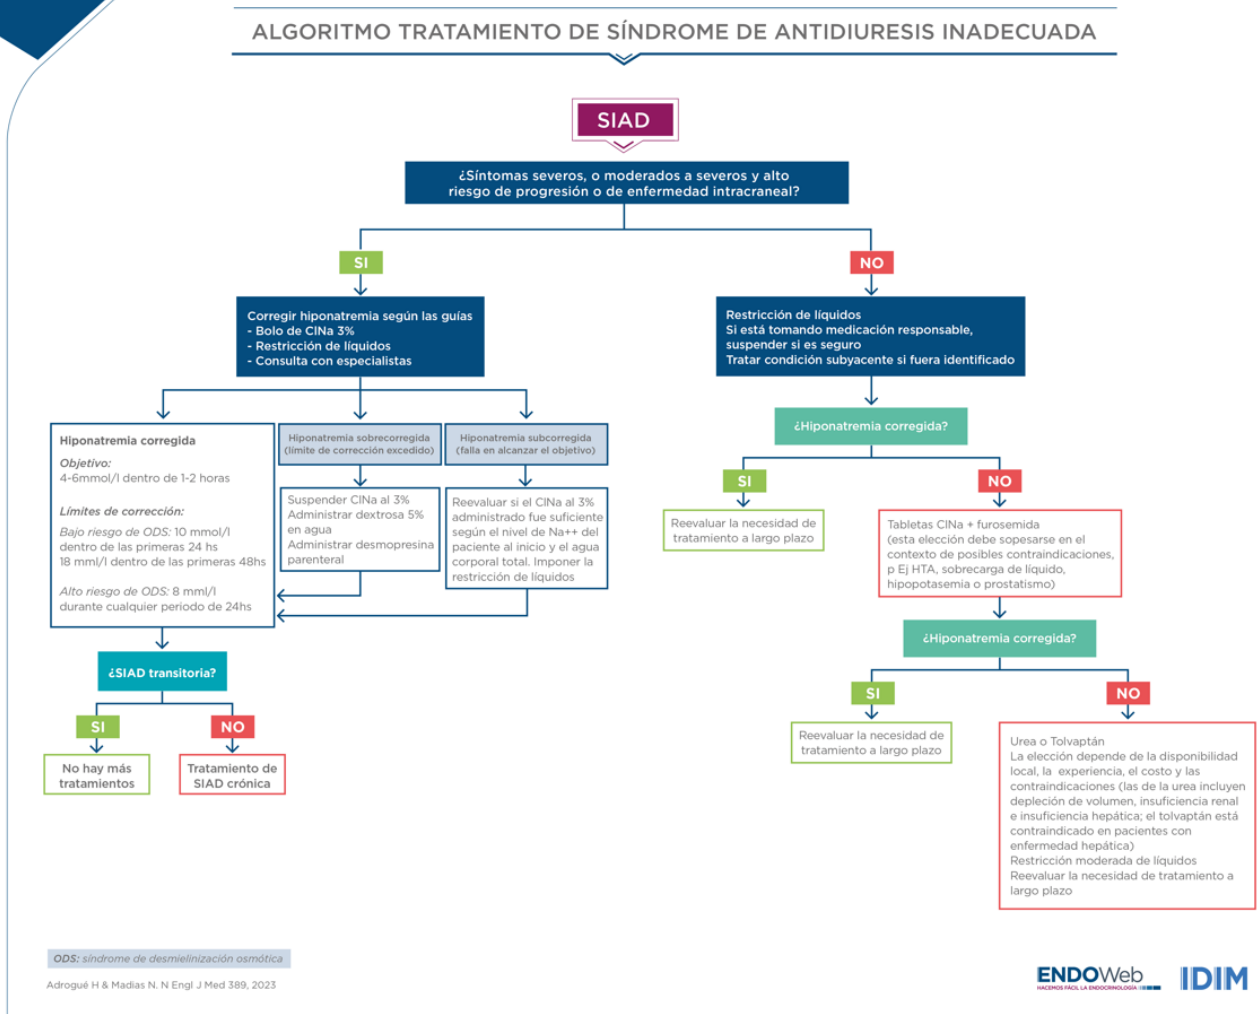 ALGORITMO TRATAMIENTO DE SÍNDROME DE ANTIDIURESIS INADECUADA
SIAD
¿Síntomas severos, o moderados a severos y alto
riesgo de progresión o de enfermedad intracraneal?
SI
NO
Corregir hiponatremia según las guías
- Bolo de ClNa 3%
- Restricción de líquidos
- Consulta con especialistas
Restricción de líquidos
Si está tomando medicación responsable,
suspender si es seguro
Tratar condición subyacente si fuera identificado
Hiponatremia corregida
Objetivo:
4-6mmol/l dentro de 1-2 horas
Límites de corrección:
Bajo riesgo de ODS: 10 mmol/l
dentro de las primeras 24 hs
18 mml/l dentro de las primeras 48hs
Alto riesgo de ODS: 8 mml/l
durante cualquier periodo de 24hs
Hiponatremia sobrecorregida
(límite de corrección excedido)
Suspender ClNa al 3%
Administrar dextrosa 5%
en agua
Administrar desmopresina
parenteral
Hiponatremia subcorregida
(falla en alcanzar el objetivo)
Reevaluar si el ClNa al 3%
administrado fue suficiente
según el nivel de Na++ del
paciente al inicio y el agua
corporal total. Imponer la
restricción de líquidos
¿SIAD transitoria?
SI
NO
No hay más
tratamientos
Tratamiento de
SIAD crónica
¿Hiponatremia corregida?
SI
NO
Reevaluar la necesidad de
tratamiento a largo plazo
Tabletas ClNa + furosemida
(esta elección debe sopesarse en el
contexto de posibles contraindicaciones,
p Ej HTA, sobrecarga de líquido,
hipopotasemia o prostatismo)
¿Hiponatremia corregida?
SI
NO
Reevaluar la necesidad de
tratamiento a largo plazo
Urea o Tolvaptán
La elección depende de la disponibilidad
local, la experiencia, el costo y las
contraindicaciones (las de la urea incluyen
depleción de volumen, insuficiencia renal
e insuficiencia hepática; el tolvaptán está
contraindicado en pacientes con
enfermedad hepática)
Restricción moderada de líquidos
Reevaluar la necesidad de tratamiento a
largo plazo
ODS: síndrome de desmielinización osmótica
Adrogué H & Madias N. N Engl J Med 389, 2023
ENDOWeb
HACEMOS FÁCIL LA ENDOCRINOLOGÍA
IDIM